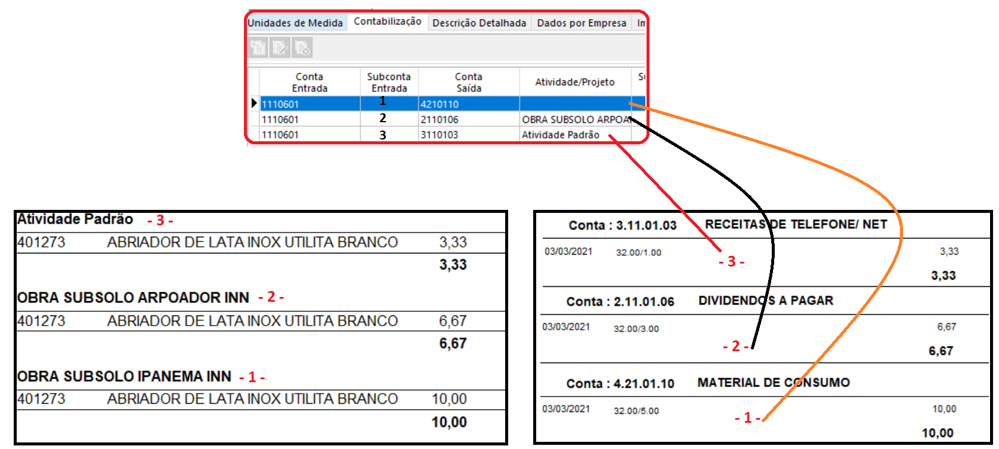 Unidades de Medida Contabilização Descrição Detalhada Dados por Empresa
Conta Entrada Subconta Entrada Conta Saída Atividade/Projeto
1110601 1 4210110
1110601 2 2110106 OBRA SUBSOLO ARPOA
1110601 3 3110103 Atividade Padrão
Atividade Padrão - 3 -
401273 ABRIADOR DE LATA INOX UTILITA BRANCO 3,33
3,33
OBRA SUBSOLO ARPOADOR INN - 2 -
401273 ABRIADOR DE LATA INOX UTILITA BRANCO 6,67
6,67
OBRA SUBSOLO IPANEMA INN - 1 -
401273 ABRIADOR DE LATA INOX UTILITA BRANCO 10,00
10,00
Conta : 3.11.01.03 RECEITAS DE TELEFONE/ NET
03/03/2021 32.00/1.00 3,33
- 3 -
3,33
Conta : 2.11.01.06 DIVIDENDOS A PAGAR
03/03/2021 32.00/3.00 6,67
- 2 -
6,67
Conta : 4.21.01.10 MATERIAL DE CONSUMO
03/03/2021 32.00/5.00 10,00
- 1 -
10,00